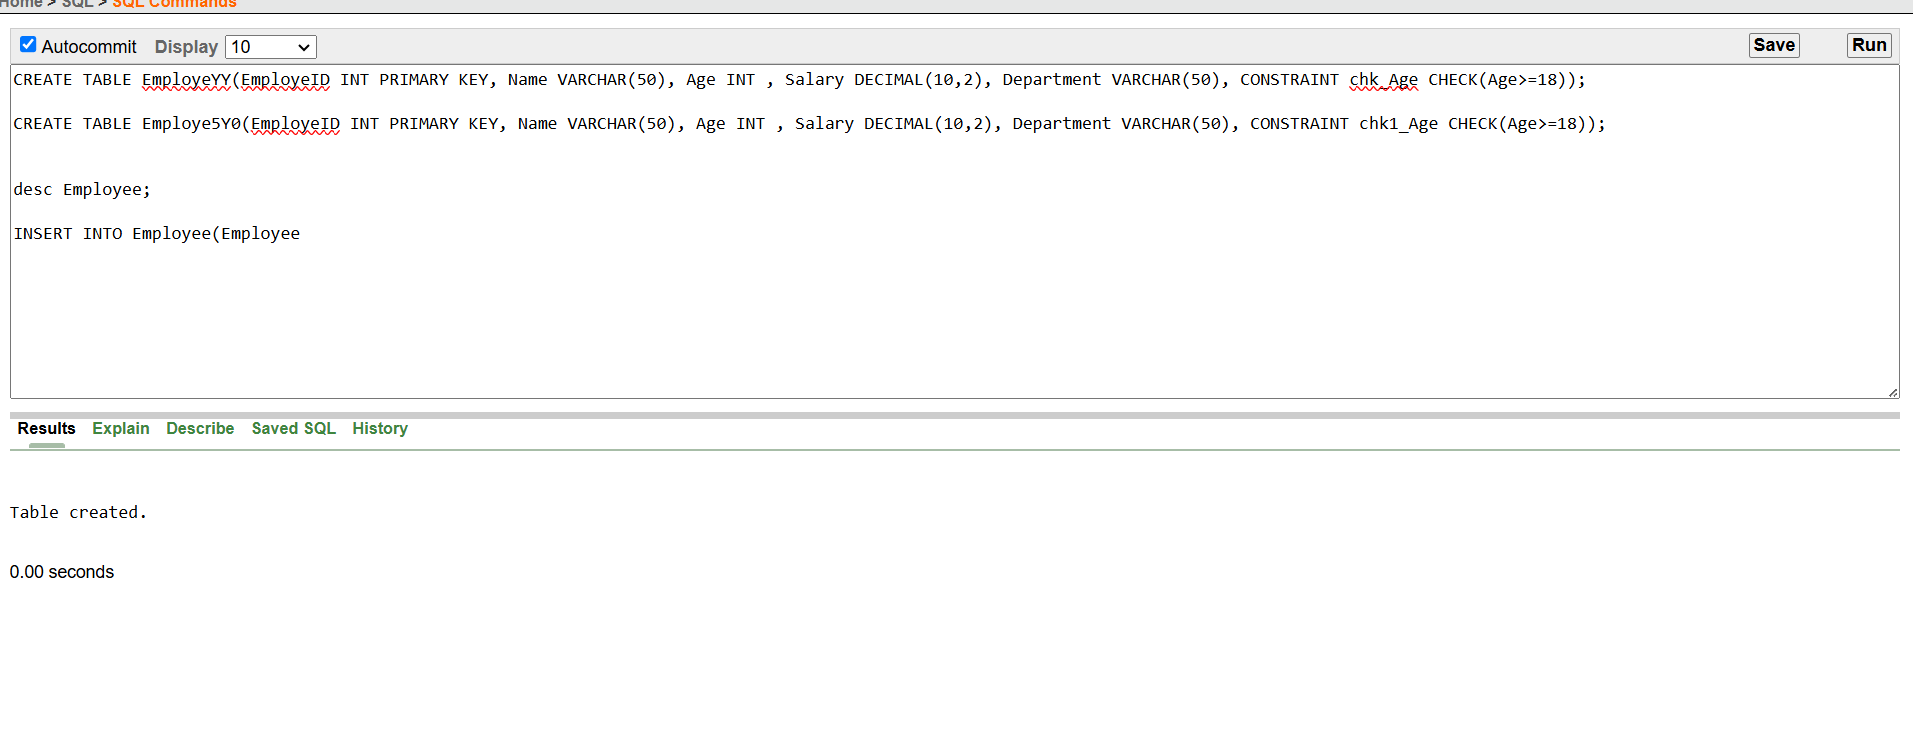 Home > SQL > SQL Commands
Autocommit Display 10 Save Run
CREATE TABLE EmployeYY(EmployeID INT PRIMARY KEY, Name VARCHAR(50), Age INT , Salary DECIMAL(10,2), Department VARCHAR(50), CONSTRAINT chk_Age CHECK(Age>=18));
CREATE TABLE Employe5Y0(EmployeID INT PRIMARY KEY, Name VARCHAR(50), Age INT , Salary DECIMAL(10,2), Department VARCHAR(50), CONSTRAINT chk1_Age CHECK(Age>=18));
desc Employee;
INSERT INTO Employee(Employee
Results Explain Describe Saved SQL History
Table created.
0.00 seconds